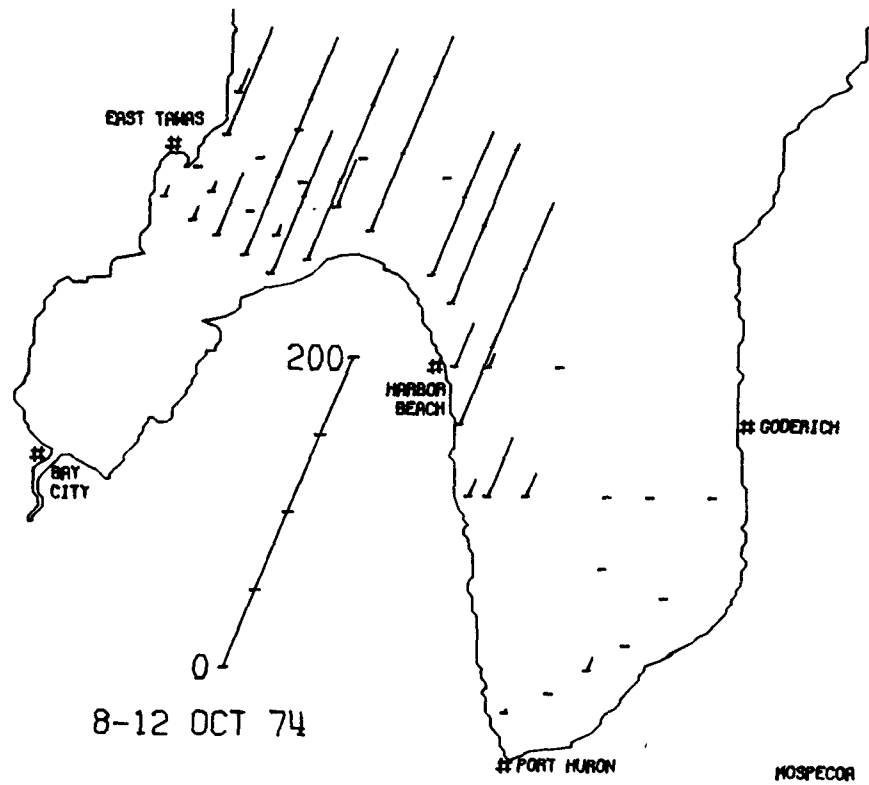 EAST TAWAS
#
200
#
HARBOR
BEACH
# GODERICH
#
BAY
CITY
0
8-12 OCT 74
# PORT HURON
MOSPECOR